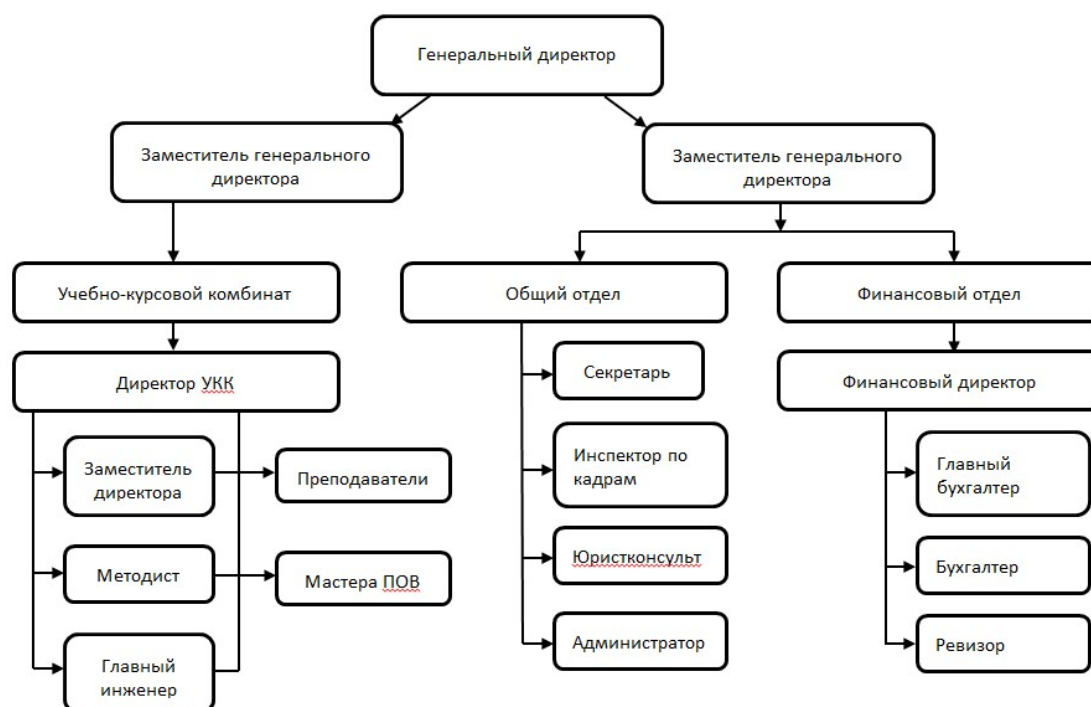 Генеральный директор
Заместитель генерального
директора
Заместитель генерального
директора
Учебно-курсовой комбинат
Общий отдел
Финансовый отдел
Директор УКК
Секретарь
Финансовый директор
Заместитель
директора
Преподаватели
Инспектор по
кадрам
Главный
бухгалтер
Методист
Мастера ПОВ
Юристконсульт
Бухгалтер
Главный
инженер
Администратор
Ревизор